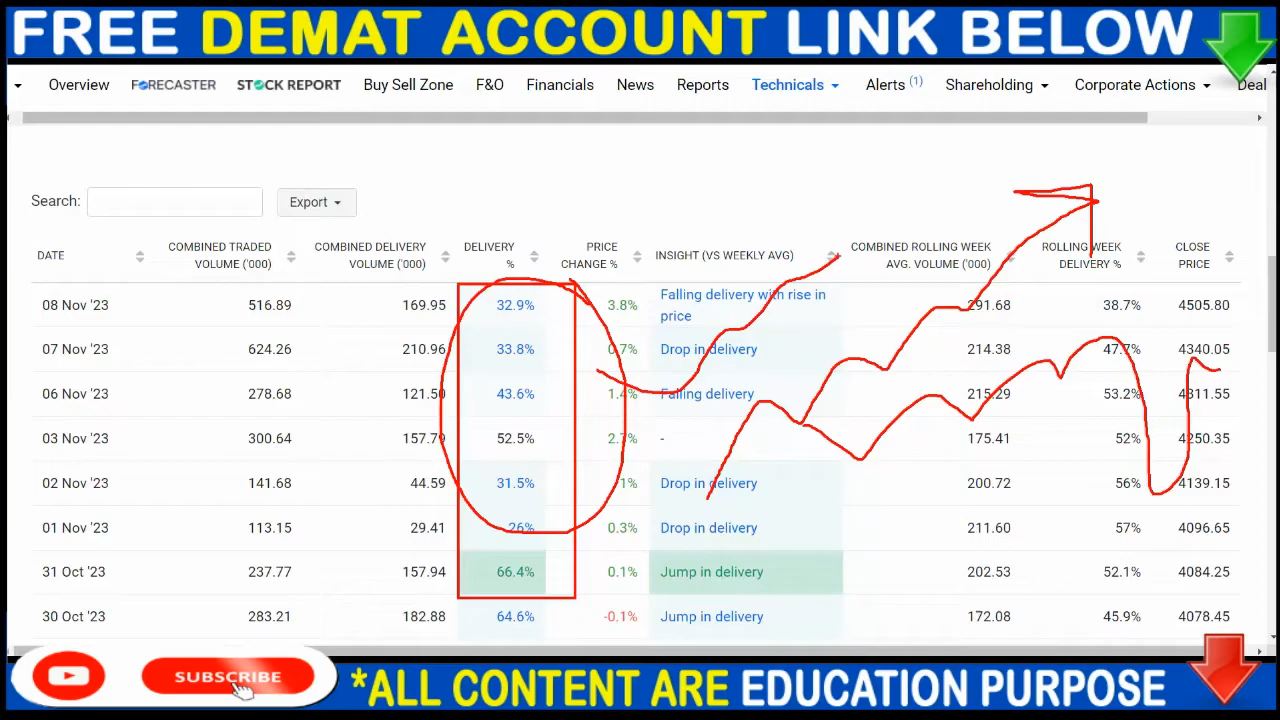 FREE DEMAT ACCOUNT LINK BELOW
Overview FORECASTER STOCK REPORT Buy Sell Zone F&O Financials News Reports Technicals Alerts (1) Shareholding Corporate Actions Deal
Search: Export
DATE COMBINED TRADED VOLUME ('000) COMBINED DELIVERY VOLUME ('000) DELIVERY % PRICE CHANGE % INSIGHT (VS WEEKLY AVG) COMBINED ROLLING WEEK AVG. VOLUME ('000) ROLLING WEEK DELIVERY % CLOSE PRICE
08 Nov '23 516.89 169.95 32.9% 3.8% Falling delivery with rise in price 291.68 38.7% 4505.80
07 Nov '23 624.26 210.96 33.8% 0.7% Drop in delivery 214.38 47.7% 4340.05
06 Nov '23 278.68 121.50 43.6% 1.4% Falling delivery 215.29 53.2% 4311.55
03 Nov '23 300.64 157.79 52.5% 2.7% - 175.41 52% 4250.35
02 Nov '23 141.68 44.59 31.5% 1% Drop in delivery 200.72 56% 4139.15
01 Nov '23 113.15 29.41 26% 0.3% Drop in delivery 211.60 57% 4096.65
31 Oct '23 237.77 157.94 66.4% 0.1% Jump in delivery 202.53 52.1% 4084.25
30 Oct '23 283.21 182.88 64.6% -0.1% Jump in delivery 172.08 45.9% 4078.45
SUBSCRIBE
*ALL CONTENT ARE EDUCATION PURPOSE